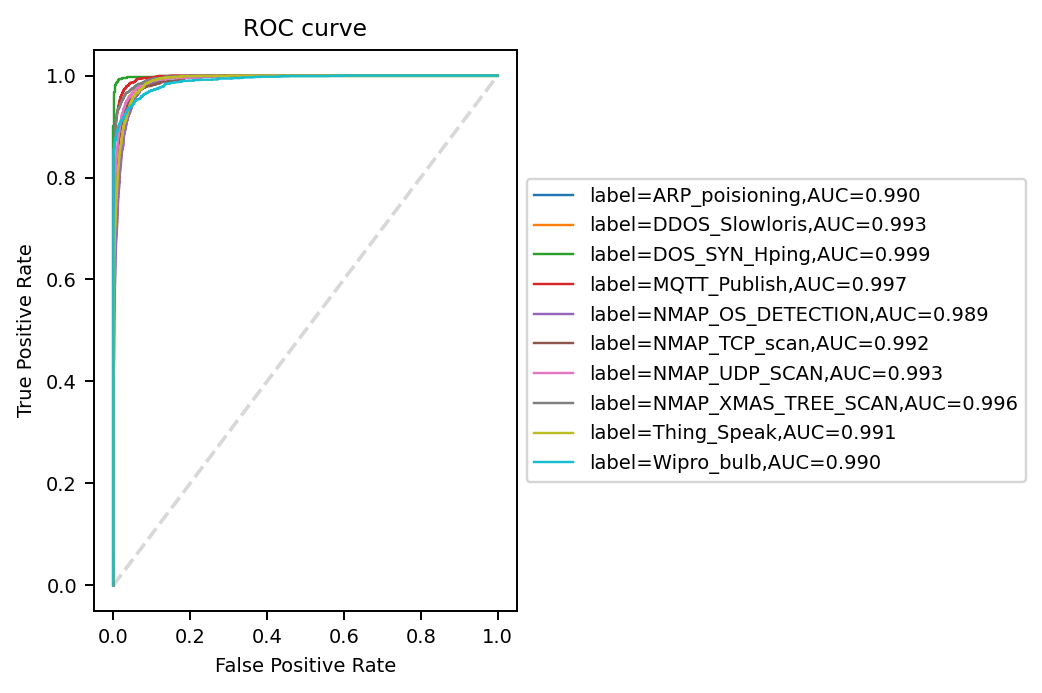 ROC curve
1.0
0.8
0.6
0.4
0.2
0.0
True Positive Rate
0.0 0.2 0.4 0.6 0.8 1.0
False Positive Rate
label=ARP_poisioning,AUC=0.990
label=DDOS_Slowloris,AUC=0.993
label=DOS_SYN_Hping,AUC=0.999
label=MQTT_Publish,AUC=0.997
label=NMAP_OS_DETECTION,AUC=0.989
label=NMAP_TCP_scan,AUC=0.992
label=NMAP_UDP_SCAN,AUC=0.993
label=NMAP_XMAS_TREE_SCAN,AUC=0.996
label=Thing_Speak,AUC=0.991
label=Wipro_bulb,AUC=0.990